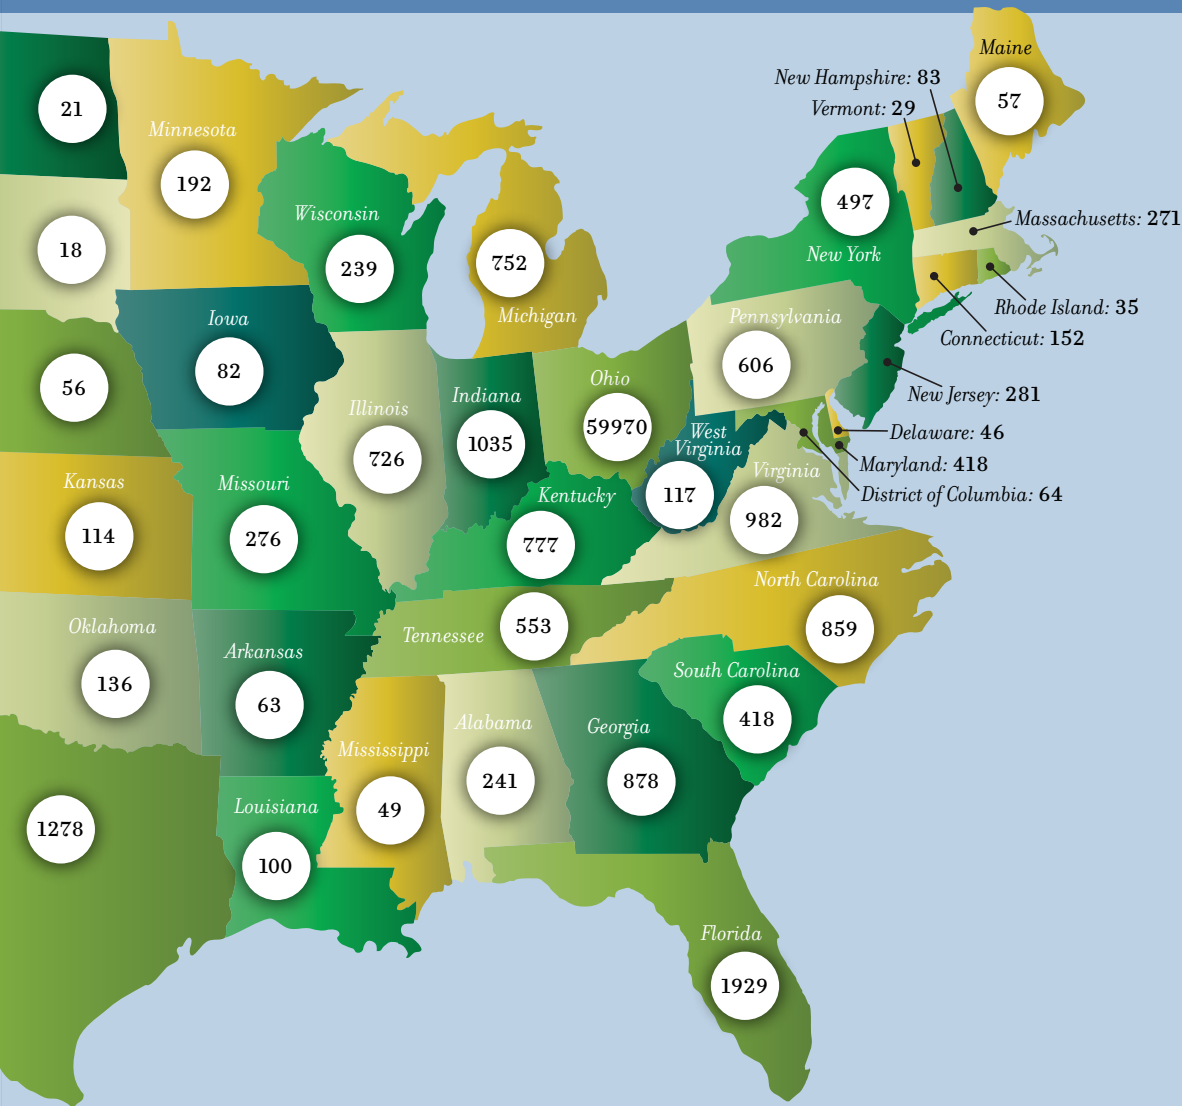 Maine
57
New Hampshire: 83
Vermont: 29
21
Minnesota
192
497
New York
Wisconsin
239
Massachusetts: 271
18
752
Michigan
Rhode Island: 35
Connecticut: 152
Iowa
82
Pennsylvania
606
56
Ohio
59970
Indiana
1035
New Jersey: 281
Illinois
726
Delaware: 46
West
Virginia
117
Maryland: 418
Virginia
982
District of Columbia: 64
Kansas
114
Missouri
276
Kentucky
777
North Carolina
859
Oklahoma
136
Tennessee
553
Arkansas
63
South Carolina
418
Alabama
241
Georgia
878
Mississippi
49
Louisiana
100
1278
Florida
1929